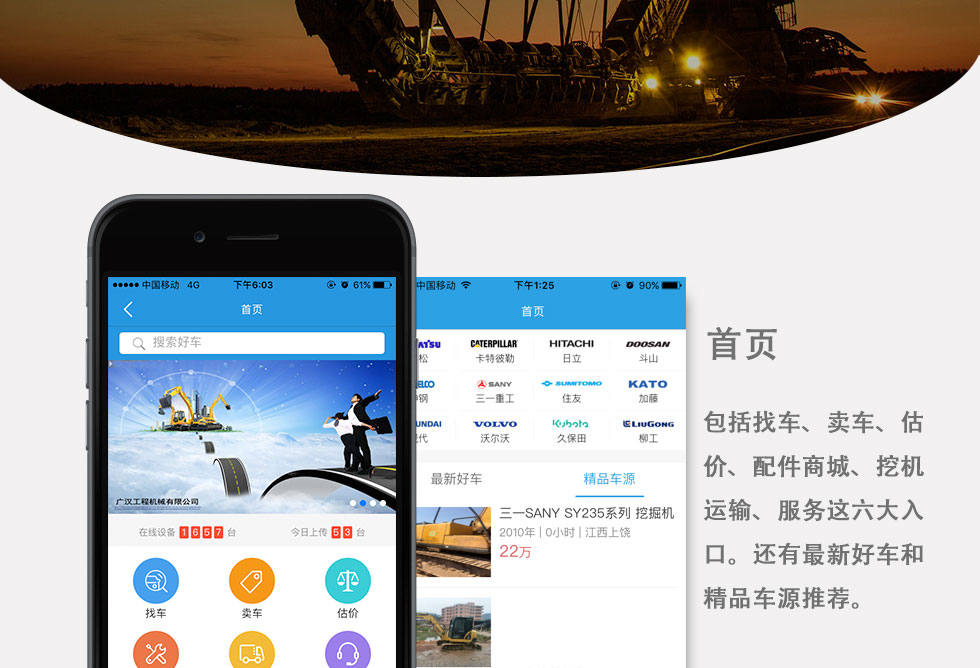 中国移动 4G 下午6:03 61%
首页
搜索好车
广汉工程机械有限公司
在线设备 1657 台 今日上传 53 台
找车 卖车 估价
中国移动 下午1:25 90%
首页
CATERPILLAR HITACHI DOOSAN
松 卡特彼勒 日立 斗山
SANY SUMITOMO KATO
三一重工 住友 加藤
VOLVO Kubota LIUGONG
沃尔沃 久保田 柳工
最新好车 精品车源
三一SANY SY235系列 挖掘机
2010年 | 0小时 | 江西上饶
22万
首页
包括找车、卖车、估
价、配件商城、挖机
运输、服务这六大入
口。还有最新好车和
精品车源推荐。